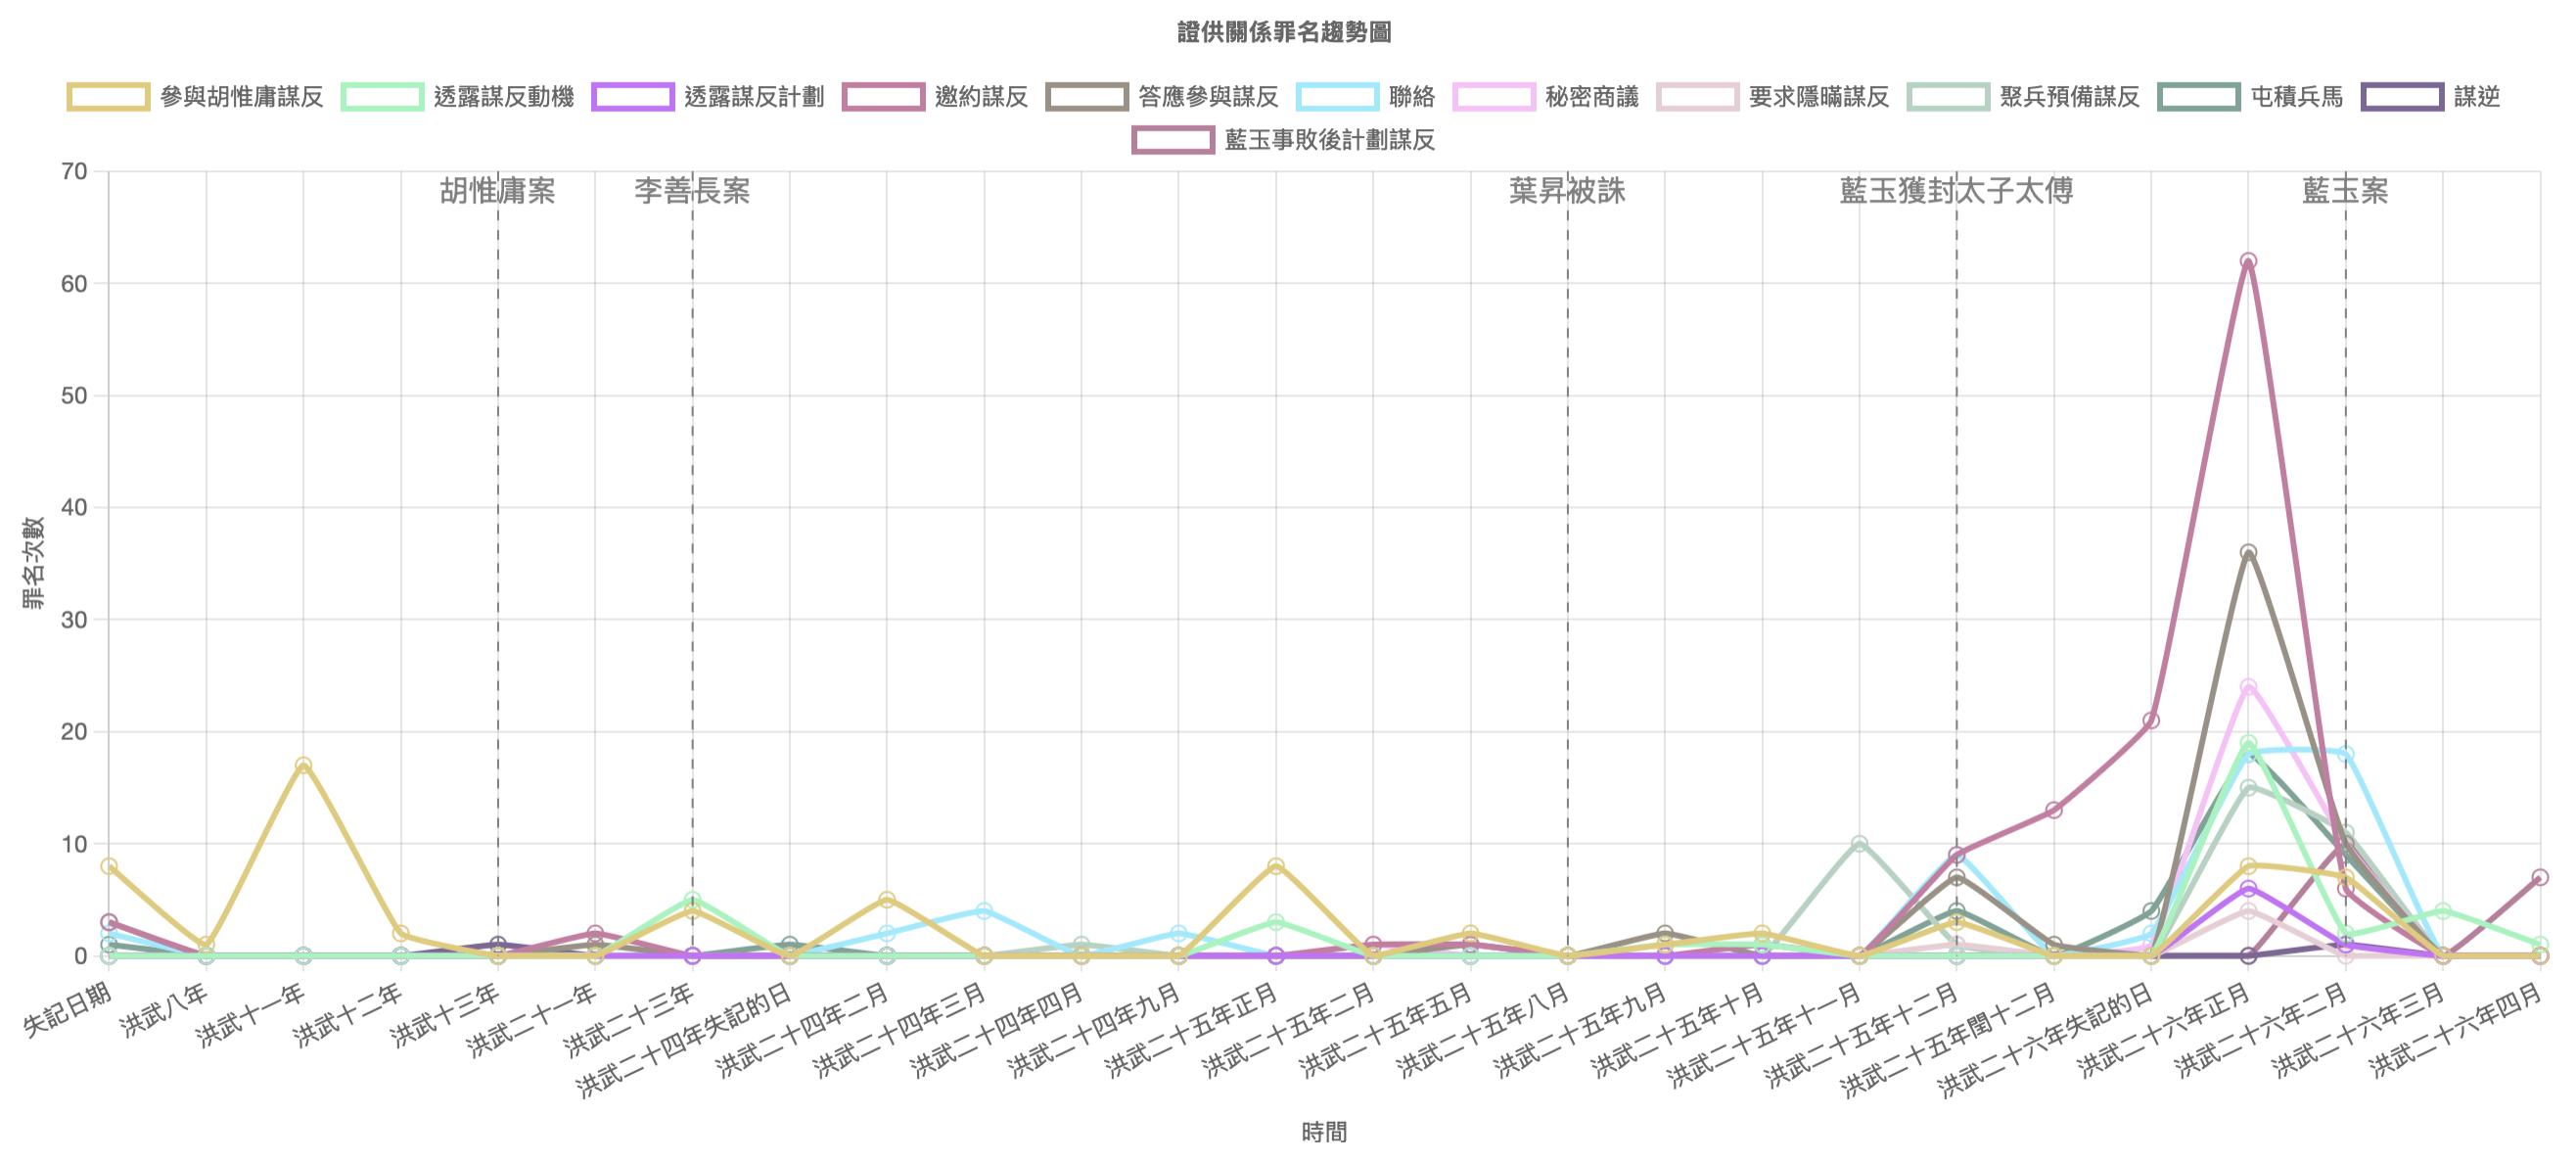 證供關係罪名趨勢圖
參與胡惟庸謀反 透露謀反動機 透露謀反計劃 邀約謀反 答應參與謀反 聯絡 秘密商議 要求隱瞞謀反 聚兵預備謀反 屯積兵馬 謀逆
藍玉事敗後計劃謀反
胡惟庸案 李善長案 葉昇被誅 藍玉獲封太子太傅 藍玉案
70
60
50
40
30
20
10
0
罪名次數
失記日期
洪武八年
洪武十一年
洪武十二年
洪武十三年
洪武二十一年
洪武二十三年
洪武二十四年失記的日
洪武二十四年二月
洪武二十四年三月
洪武二十四年四月
洪武二十四年九月
洪武二十五年正月
洪武二十五年二月
洪武二十五年五月
洪武二十五年八月
洪武二十五年九月
洪武二十五年十月
洪武二十五年十一月
洪武二十五年十二月
洪武二十五年閏十二月
洪武二十六年失記的日
洪武二十六年正月
洪武二十六年二月
洪武二十六年三月
洪武二十六年四月
時間